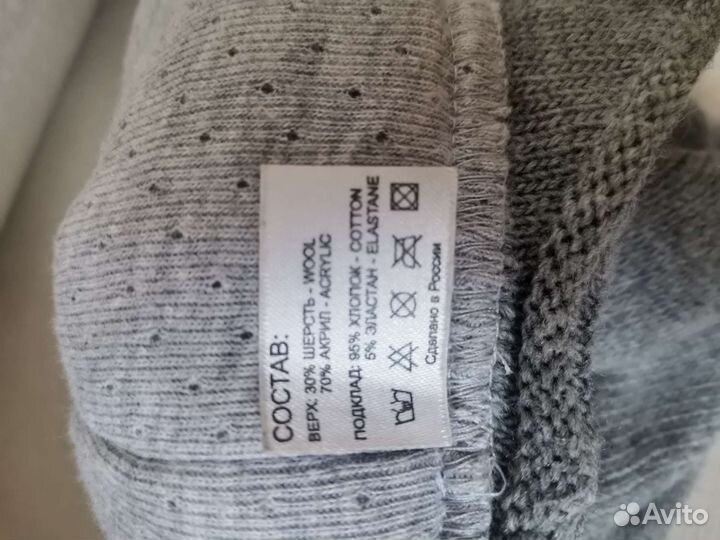 СОСТАВ:
ВЕРХ: 30% ШЕРСТЬ - WOOL
70% АКРИЛ - ACRYLIC
ПОДКЛАД: 95% ХЛОПОК - COTTON
5% ЭЛАСТАН - ELASTANE
Сделано в России
Avito